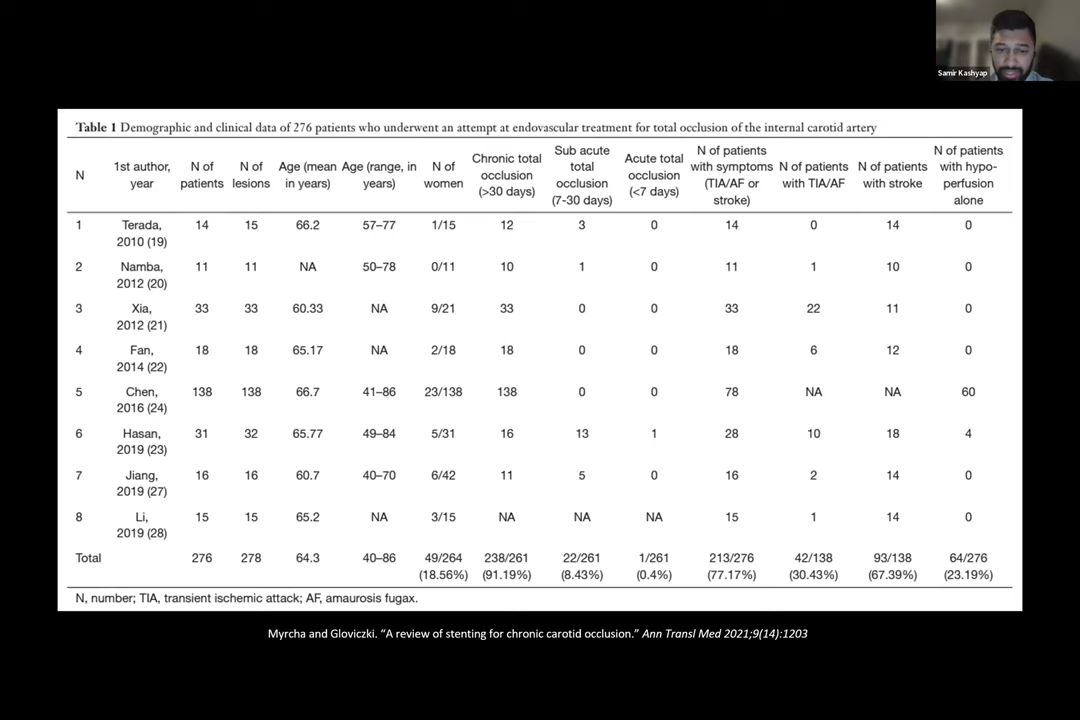 Samir Kashyap
Table 1 Demographic and clinical data of 276 patients who underwent an attempt at endovascular treatment for total occlusion of the internal carotid artery
N | 1st author, year | N of patients | N of lesions | Age (mean in years) | Age (range, in years) | N of women | Chronic total occlusion (>30 days) | Sub acute total occlusion (7-30 days) | Acute total occlusion (<7 days) | N of patients with symptoms (TIA/AF or stroke) | N of patients with TIA/AF | N of patients with stroke | N of patients with hypo-perfusion alone
1 | Terada, 2010 (19) | 14 | 15 | 66.2 | 57–77 | 1/15 | 12 | 3 | 0 | 14 | 0 | 14 | 0
2 | Namba, 2012 (20) | 11 | 11 | NA | 50–78 | 0/11 | 10 | 1 | 0 | 11 | 1 | 10 | 0
3 | Xia, 2012 (21) | 33 | 33 | 60.33 | NA | 9/21 | 33 | 0 | 0 | 33 | 22 | 11 | 0
4 | Fan, 2014 (22) | 18 | 18 | 65.17 | NA | 2/18 | 18 | 0 | 0 | 18 | 6 | 12 | 0
5 | Chen, 2016 (24) | 138 | 138 | 66.7 | 41–86 | 23/138 | 138 | 0 | 0 | 78 | NA | NA | 60
6 | Hasan, 2019 (23) | 31 | 32 | 65.77 | 49–84 | 5/31 | 16 | 13 | 1 | 28 | 10 | 18 | 4
7 | Jiang, 2019 (27) | 16 | 16 | 60.7 | 40–70 | 6/42 | 11 | 5 | 0 | 16 | 2 | 14 | 0
8 | Li, 2019 (28) | 15 | 15 | 65.2 | NA | 3/15 | NA | NA | NA | 15 | 1 | 14 | 0
Total | 276 | 278 | 64.3 | 40–86 | 49/264 (18.56%) | 238/261 (91.19%) | 22/261 (8.43%) | 1/261 (0.4%) | 213/276 (77.17%) | 42/138 (30.43%) | 93/138 (67.39%) | 64/276 (23.19%)
N, number; TIA, transient ischemic attack; AF, amaurosis fugax.
Myrcha and Gloviczki. “A review of stenting for chronic carotid occlusion.” Ann Transl Med 2021;9(14):1203